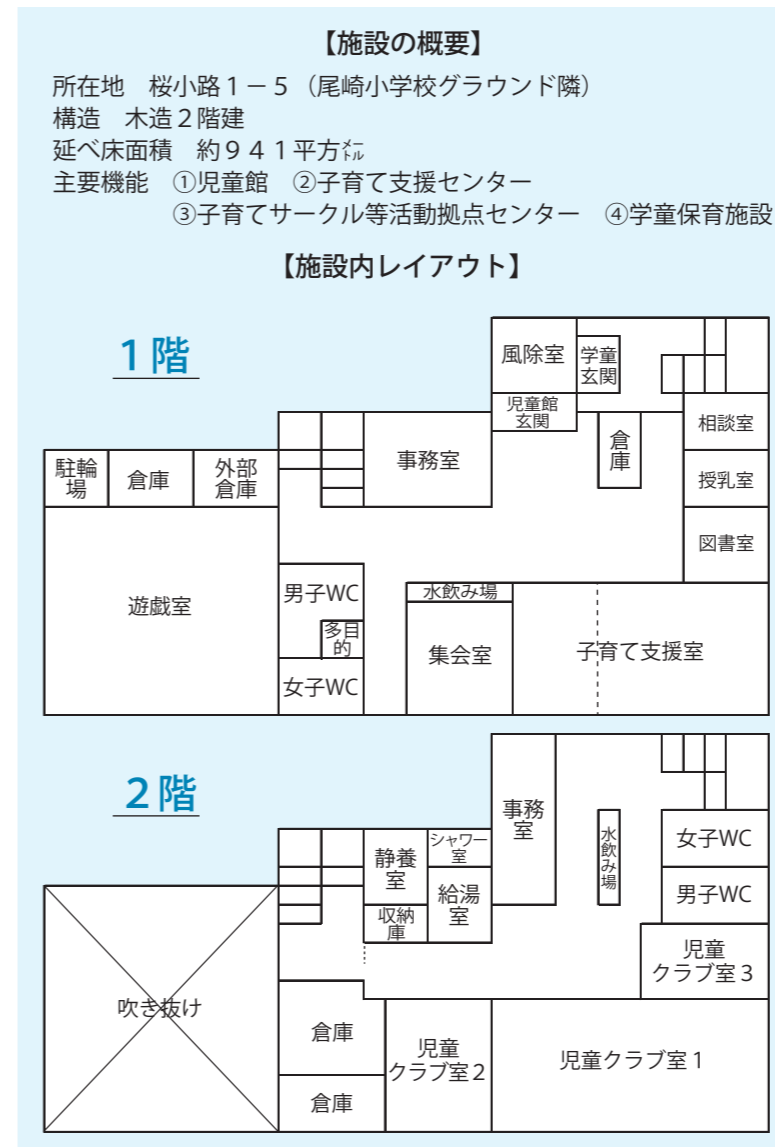 【施設の概要】
所在地　桜小路１－５（尾崎小学校グラウンド隣）
構造　木造２階建
延べ床面積　約９４１平方㍍
主要機能　①児童館　②子育て支援センター
③子育てサークル等活動拠点センター　④学童保育施設
【施設内レイアウト】
１階
風除室
学童
玄関
児童館
玄関
倉庫
相談室
事務室
駐輪
場
倉庫
外部
倉庫
授乳室
図書室
遊戯室
男子WC
多目
的
女子WC
水飲み場
集会室
子育て支援室
２階
事務
室
水飲み場
女子WC
静養
室
シャワー
室
給湯
室
収納
庫
男子WC
児童
クラブ室３
吹き抜け
倉庫
児童
クラブ室２
児童クラブ室１
倉庫